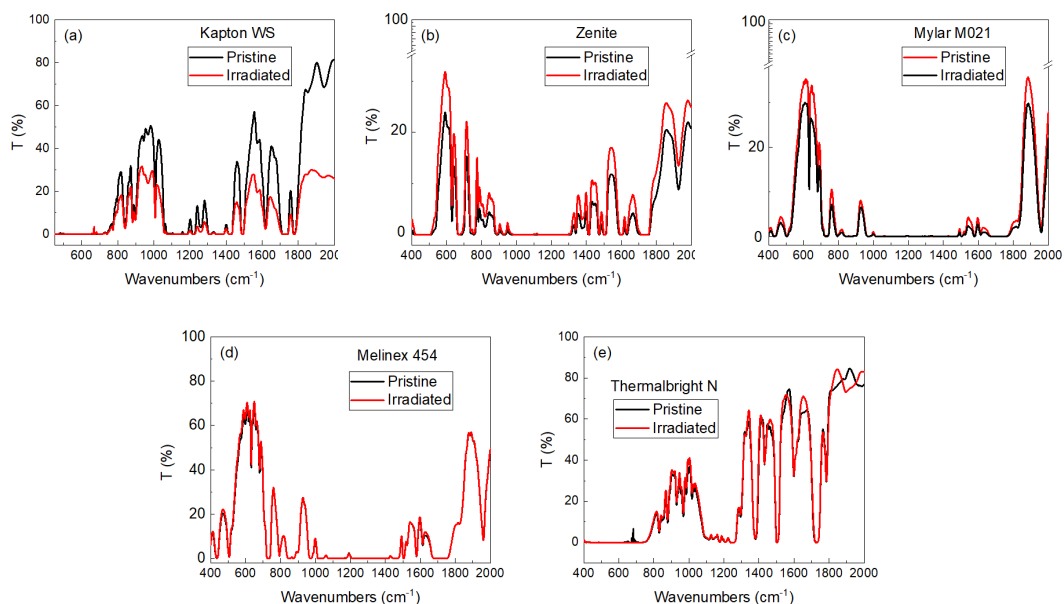 (a)
Kapton WS
Pristine
Irradiated
100
80
60
40
20
0
T (%)
600 800 1000 1200 1400 1600 1800 2000
Wavenumbers (cm⁻¹)
(b)
Zenite
Pristine
Irradiated
100
20
0
T (%)
400 600 800 1000 1200 1400 1600 1800 2000
Wavenumbers (cm⁻¹)
(c)
Mylar M021
Pristine
Irradiated
100
20
0
T (%)
400 600 800 1000 1200 1400 1600 1800 2000
Wavenumbers (cm⁻¹)
(d)
Melinex 454
Pristine
Irradiated
100
80
60
40
20
0
T (%)
400 600 800 1000 1200 1400 1600 1800 2000
Wavenumbers (cm⁻¹)
(e)
Thermalbright N
Pristine
Irradiated
100
80
60
40
20
0
T (%)
400 600 800 1000 1200 1400 1600 1800 2000
Wavenumbers (cm⁻¹)